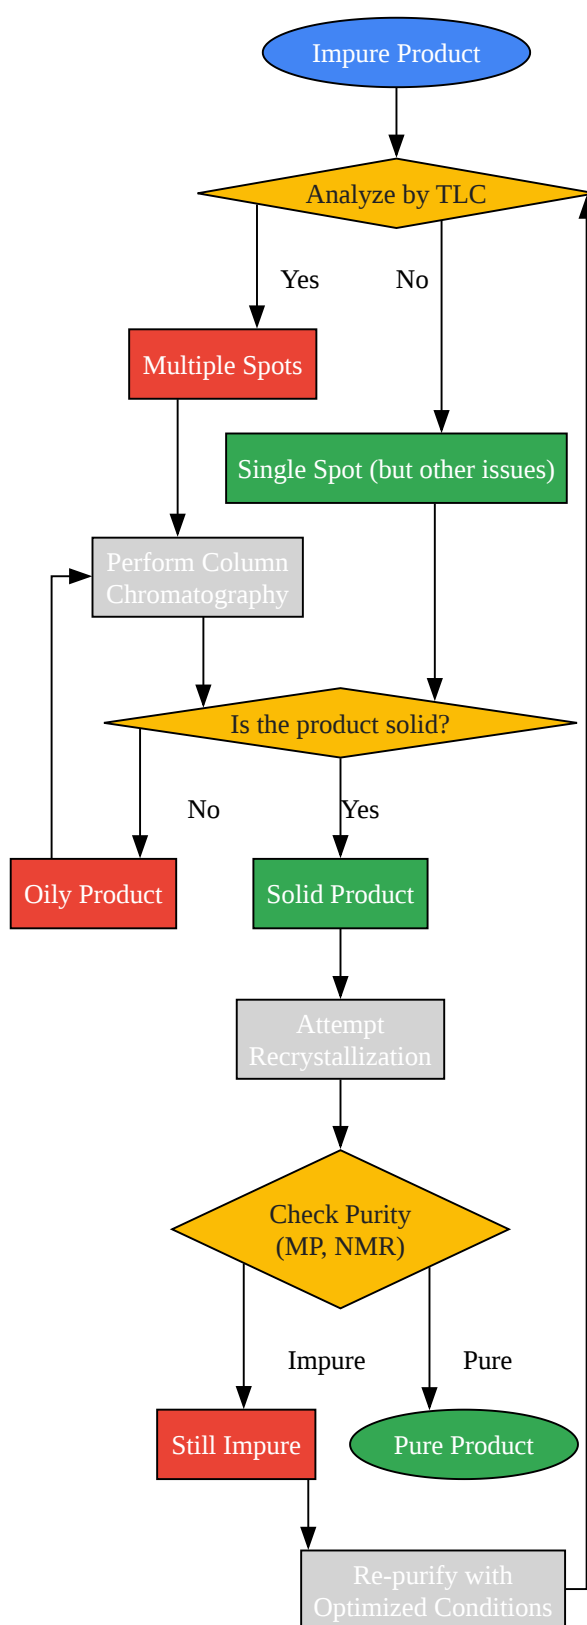 Impure Product
Analyze by TLC
Yes
No
Multiple Spots
Single Spot (but other issues)
Perform Column
Chromatography
Is the product solid?
No
Yes
Oily Product
Solid Product
Attempt
Recrystallization
Check Purity
(MP, NMR)
Impure
Pure
Still Impure
Pure Product
Re-purify with
Optimized Conditions